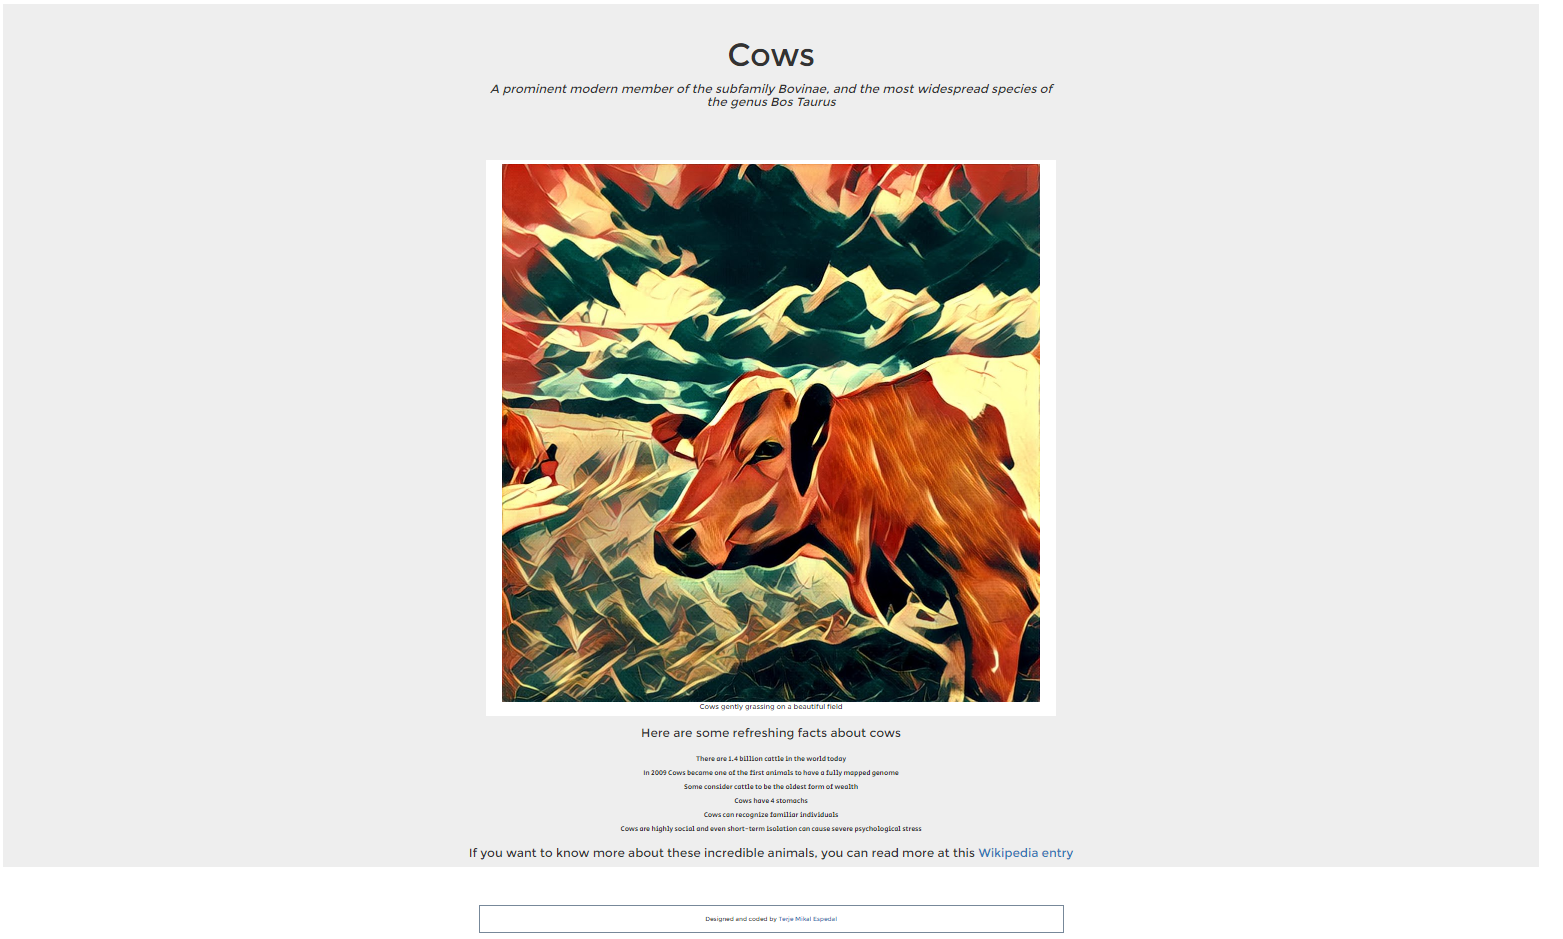 Cows
A prominent modern member of the subfamily Bovinae, and the most widespread species of
the genus Bos Taurus
Cows gently grassing on a beautiful field
Here are some refreshing facts about cows
There are 1.4 billion cattle in the world today
In 2009 Cows became one of the first animals to have a fully mapped genome
Some consider cattle to be the oldest form of wealth
Cows have 4 stomachs
Cows can recognize familiar individuals
Cows are highly social and even short-term isolation can cause severe psychological stress
If you want to know more about these incredible animals, you can read more at this Wikipedia entry
Designed and coded by Terje Mikal Espedal